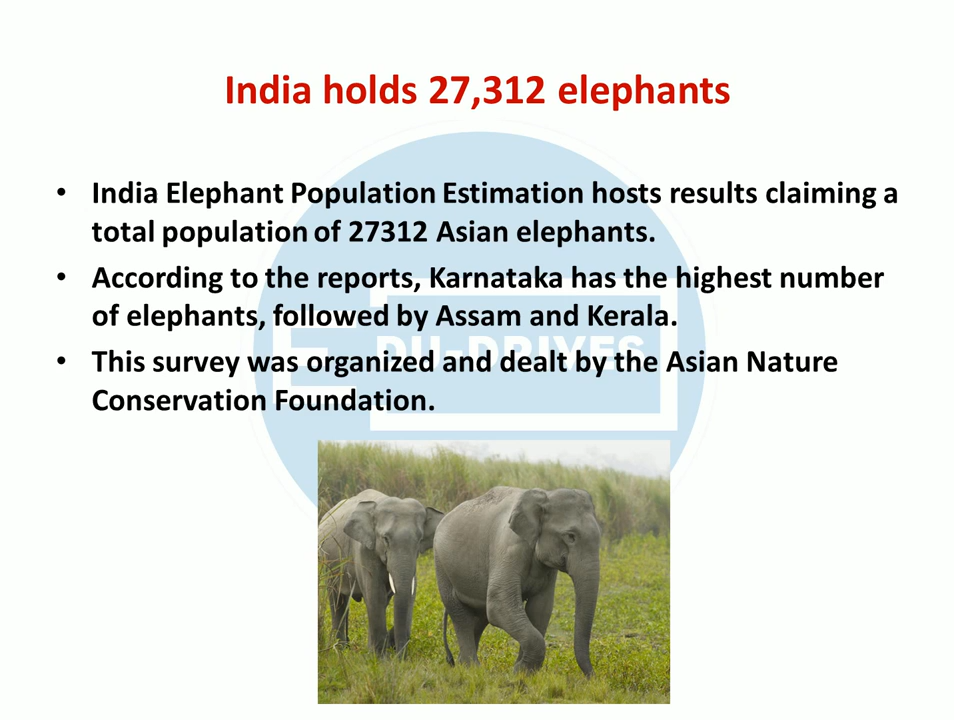 India holds 27,312 elephants
• India Elephant Population Estimation hosts results claiming a
total population of 27312 Asian elephants.
• According to the reports, Karnataka has the highest number
of elephants, followed by Assam and Kerala.
• This survey was organized and dealt by the Asian Nature
Conservation Foundation.
EDU-DRIVES